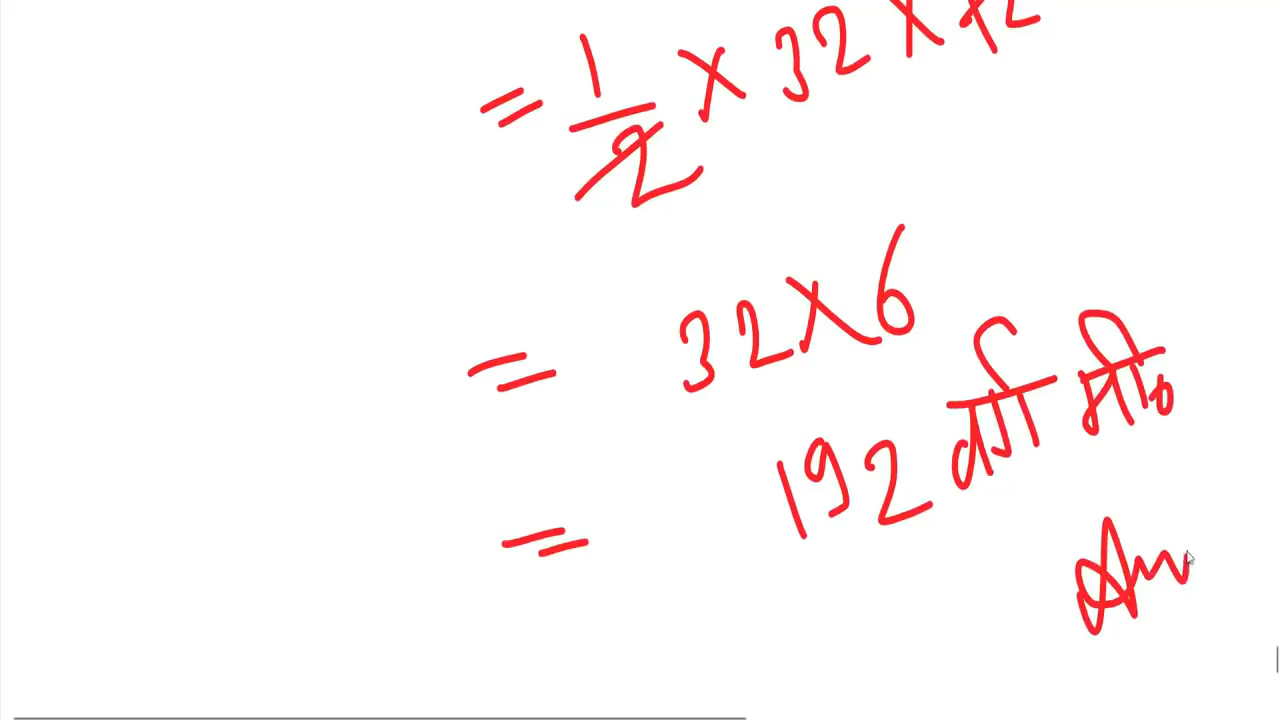 = 1/2 × 32 × 12
= 32 × 6
= 192 वर्ग मी०
Ans